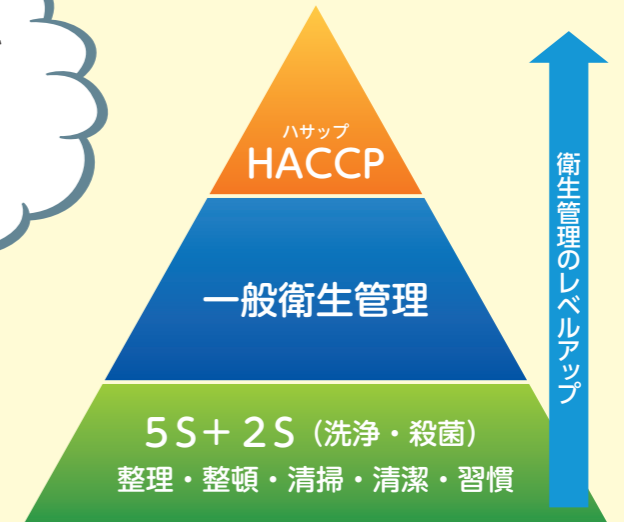 ハサップ
HACCP
一般衛生管理
5S+2S(洗浄・殺菌)
整理・整頓・清掃・清潔・習慣
衛生管理のレベルアップ